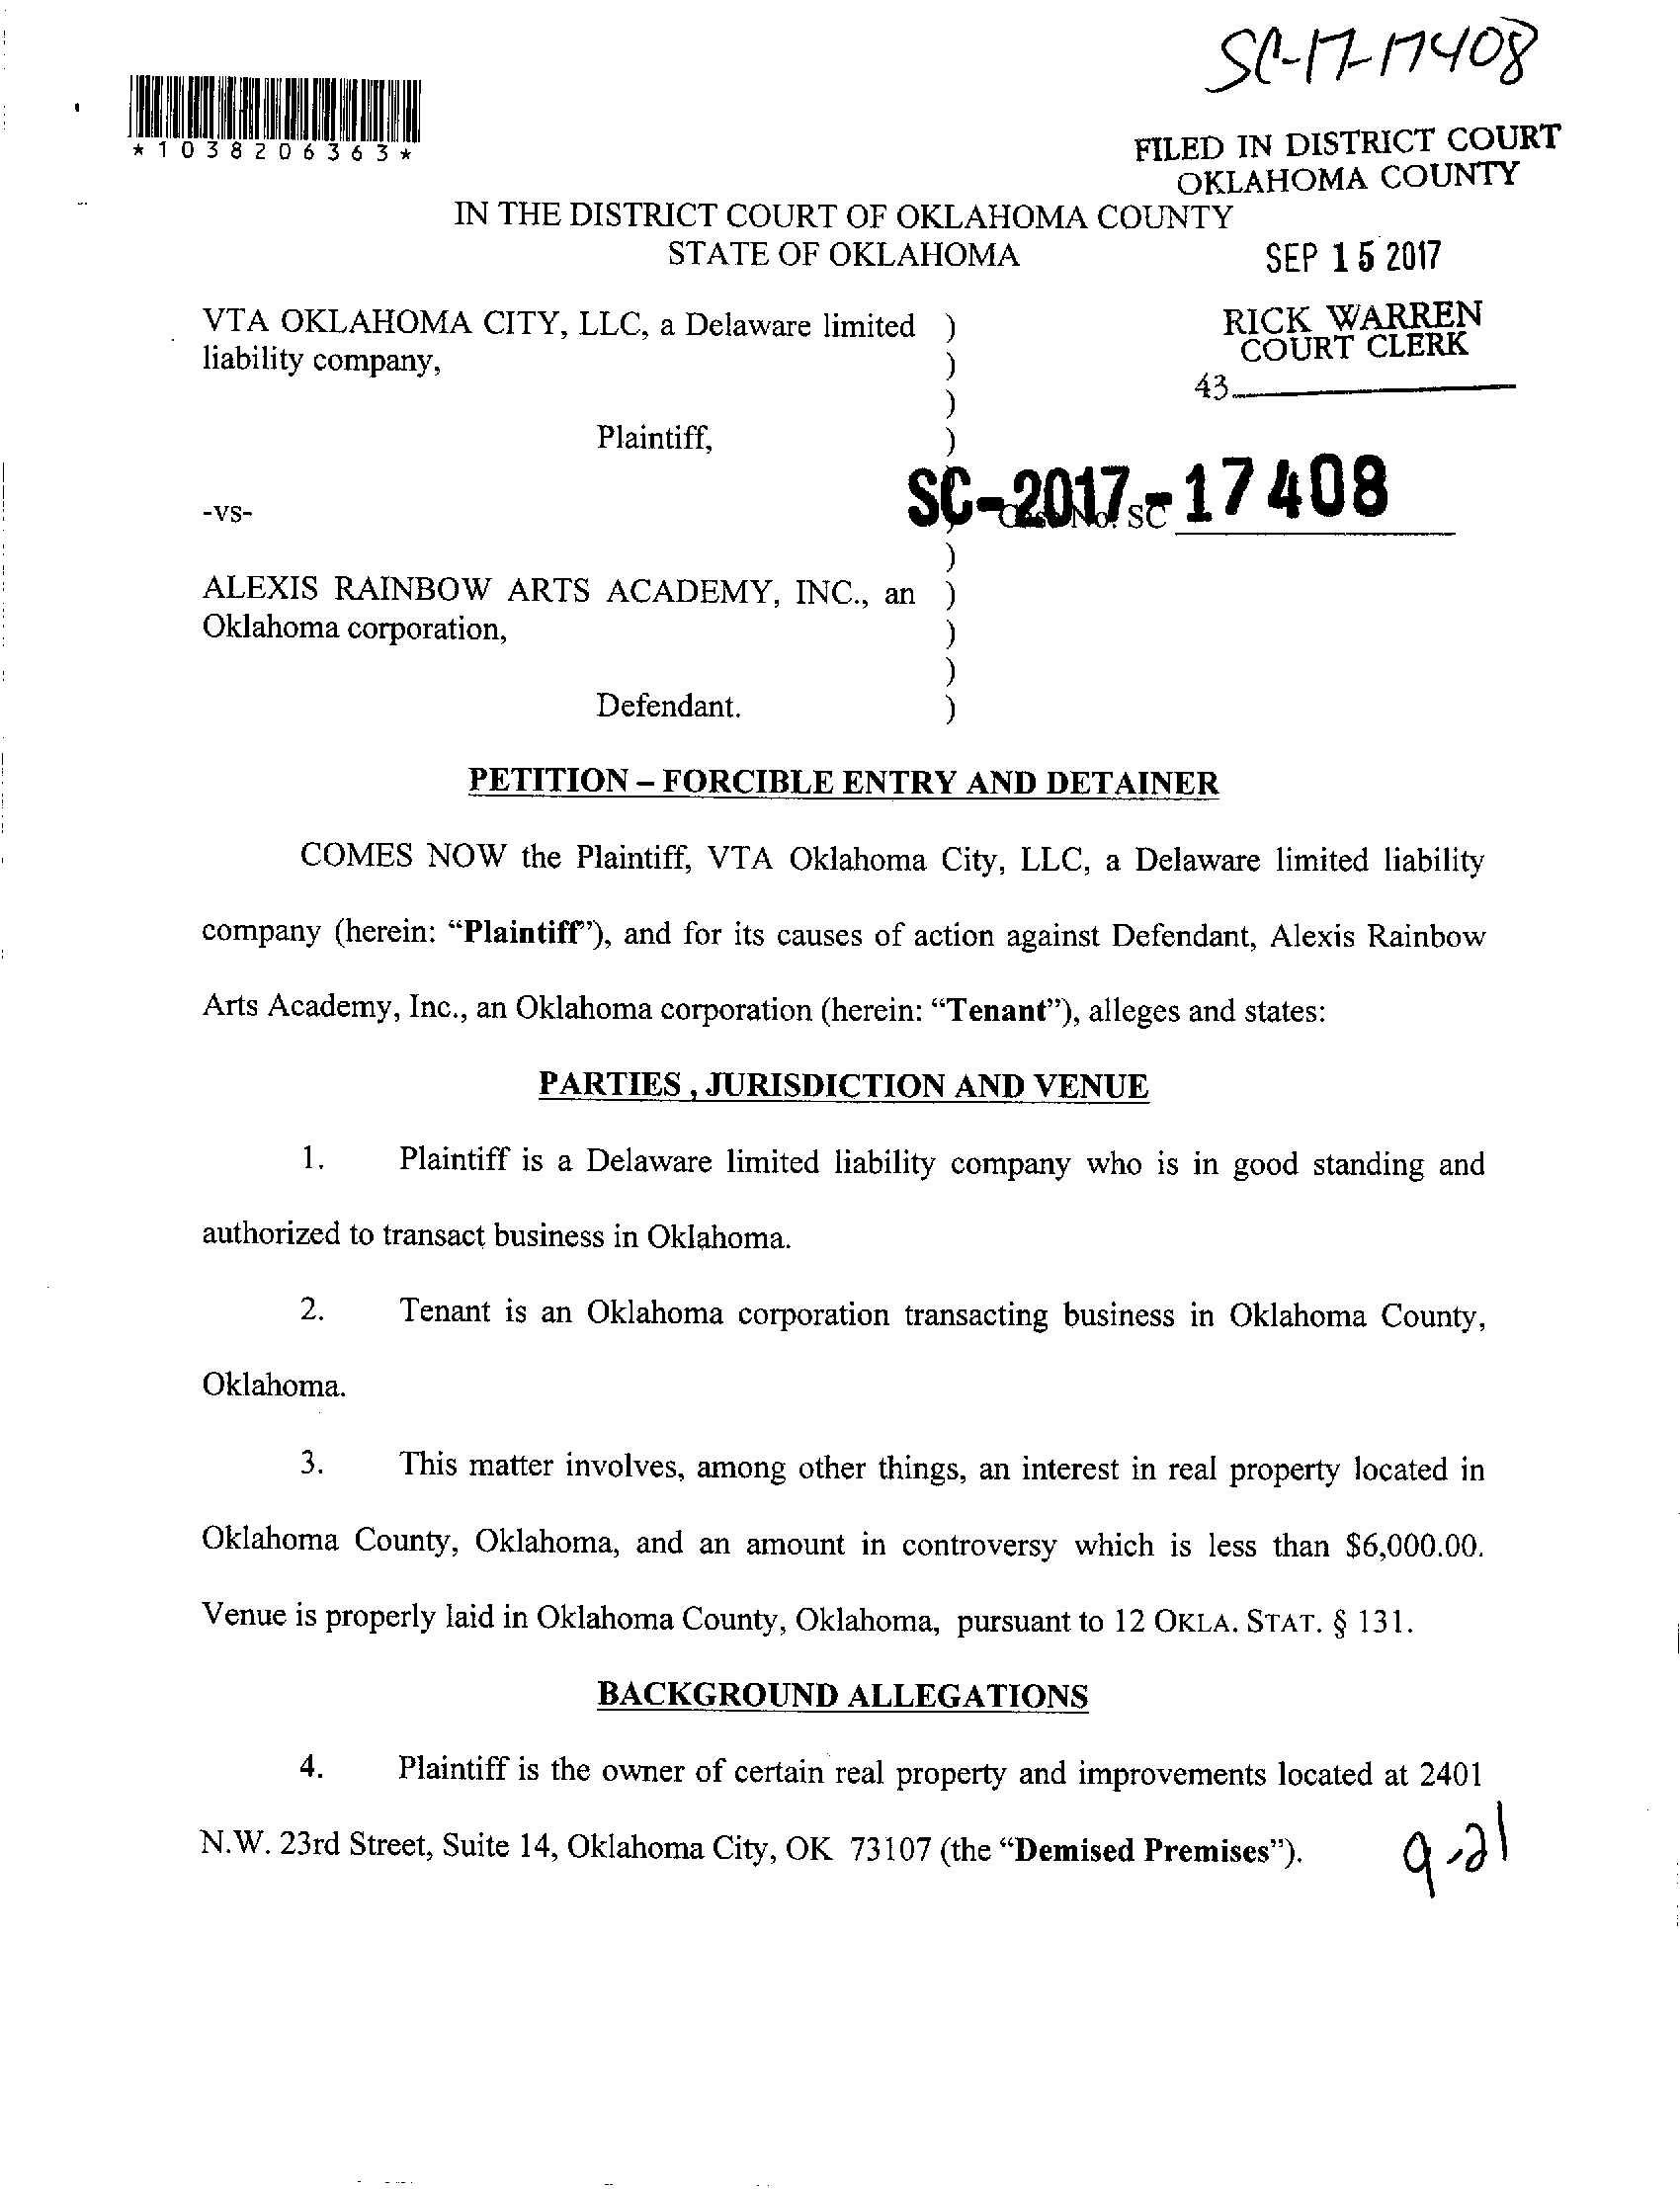 SC-17-17408
*1038206363*
FILED IN DISTRICT COURT
OKLAHOMA COUNTY
IN THE DISTRICT COURT OF OKLAHOMA COUNTY
STATE OF OKLAHOMA
SEP 15 2017
VTA OKLAHOMA CITY, LLC, a Delaware limited )
liability company, )
)
RICK WARREN
COURT CLERK
43
Plaintiff, )
-vs- ) Case No. SC
SC-2017-17408
)
ALEXIS RAINBOW ARTS ACADEMY, INC., an )
Oklahoma corporation, )
)
Defendant. )
PETITION – FORCIBLE ENTRY AND DETAINER
COMES NOW the Plaintiff, VTA Oklahoma City, LLC, a Delaware limited liability
company (herein: “Plaintiff”), and for its causes of action against Defendant, Alexis Rainbow
Arts Academy, Inc., an Oklahoma corporation (herein: “Tenant”), alleges and states:
PARTIES , JURISDICTION AND VENUE
1. Plaintiff is a Delaware limited liability company who is in good standing and
authorized to transact business in Oklahoma.
2. Tenant is an Oklahoma corporation transacting business in Oklahoma County,
Oklahoma.
3. This matter involves, among other things, an interest in real property located in
Oklahoma County, Oklahoma, and an amount in controversy which is less than $6,000.00.
Venue is properly laid in Oklahoma County, Oklahoma, pursuant to 12 OKLA. STAT. § 131.
BACKGROUND ALLEGATIONS
4. Plaintiff is the owner of certain real property and improvements located at 2401
N.W. 23rd Street, Suite 14, Oklahoma City, OK 73107 (the “Demised Premises”).
9-21